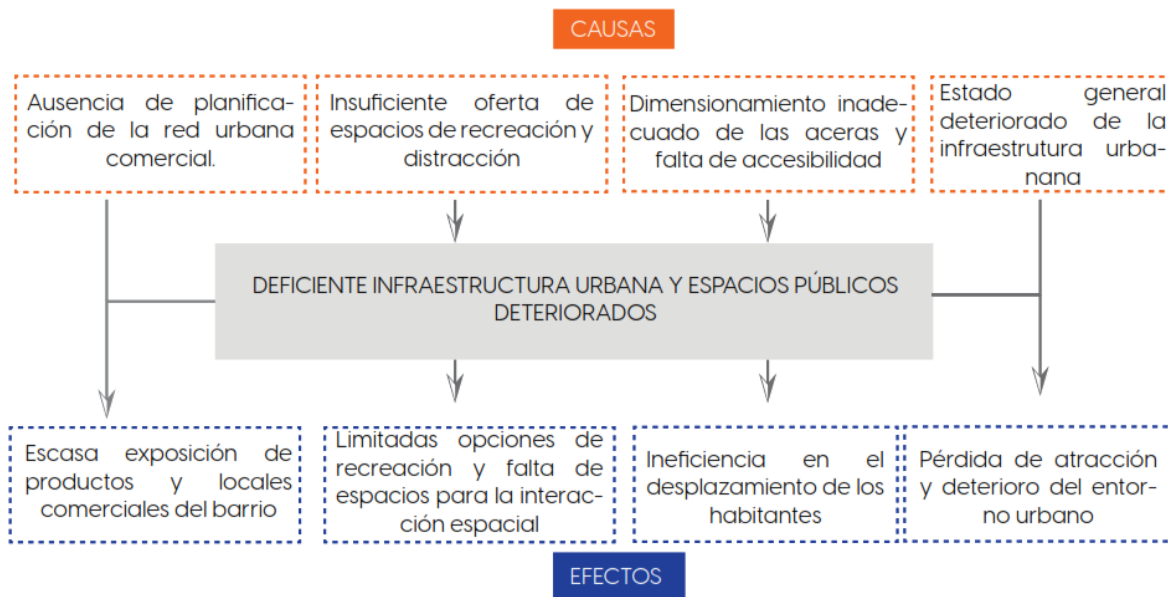 CAUSAS
Ausencia de planifica-
ción de la red urbana
comercial.
Insuficiente oferta de
espacios de recreación y
distracción
Dimensionamiento inade-
cuado de las aceras y
falta de accesibilidad
Estado general
deteriorado de la
infraestrutura urba-
nana
DEFICIENTE INFRAESTRUCTURA URBANA Y ESPACIOS PÚBLICOS
DETERIORADOS
Escasa exposición de
productos y locales
comerciales del barrio
Limitadas opciones de
recreación y falta de
espacios para la interac-
ción espacial
Ineficiencia en el
desplazamiento de los
habitantes
Pérdida de atracción
y deterioro del entor-
no urbano
EFECTOS